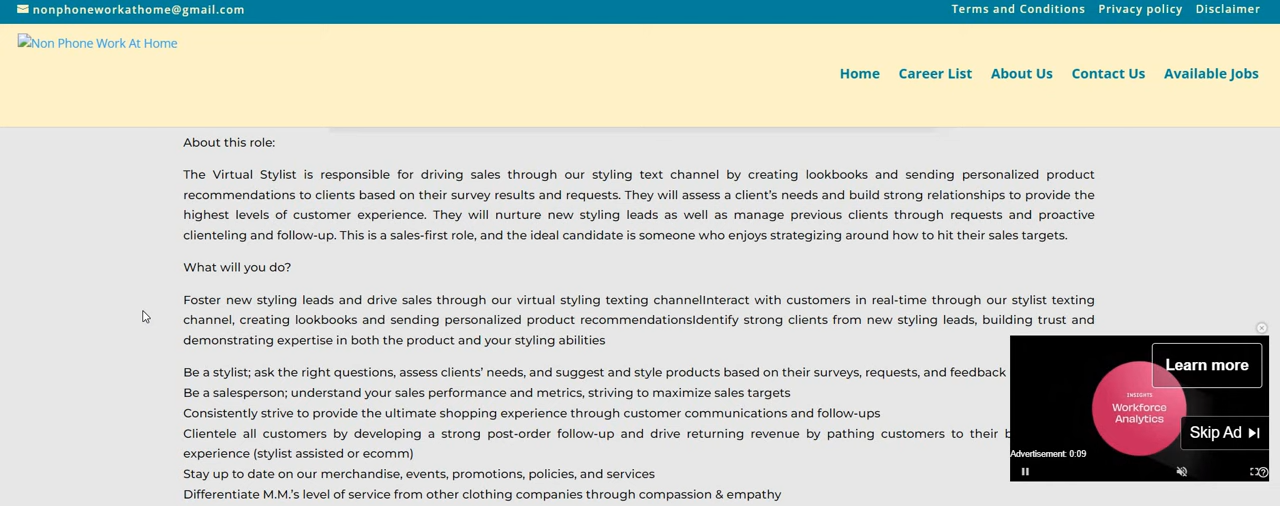 nonphoneworkathome@gmail.com
Terms and Conditions Privacy policy Disclaimer
Non Phone Work At Home
Home Career List About Us Contact Us Available Jobs
About this role:
The Virtual Stylist is responsible for driving sales through our styling text channel by creating lookbooks and sending personalized product
recommendations to clients based on their survey results and requests. They will assess a client’s needs and build strong relationships to provide the
highest levels of customer experience. They will nurture new styling leads as well as manage previous clients through requests and proactive
clienteling and follow-up. This is a sales-first role, and the ideal candidate is someone who enjoys strategizing around how to hit their sales targets.
What will you do?
Foster new styling leads and drive sales through our virtual styling texting channelInteract with customers in real-time through our stylist texting
channel, creating lookbooks and sending personalized product recommendationsIdentify strong clients from new styling leads, building trust and
demonstrating expertise in both the product and your styling abilities
Be a stylist; ask the right questions, assess clients’ needs, and suggest and style products based on their surveys, requests, and feedback
Be a salesperson; understand your sales performance and metrics, striving to maximize sales targets
Consistently strive to provide the ultimate shopping experience through customer communications and follow-ups
Clientele all customers by developing a strong post-order follow-up and drive returning revenue by pathing customers to their
experience (stylist assisted or ecomm)
Stay up to date on our merchandise, events, promotions, policies, and services
Differentiate M.M.’s level of service from other clothing companies through compassion & empathy
Learn more
INSIGHTS
Workforce
Analytics
Skip Ad
Advertisement: 0:09